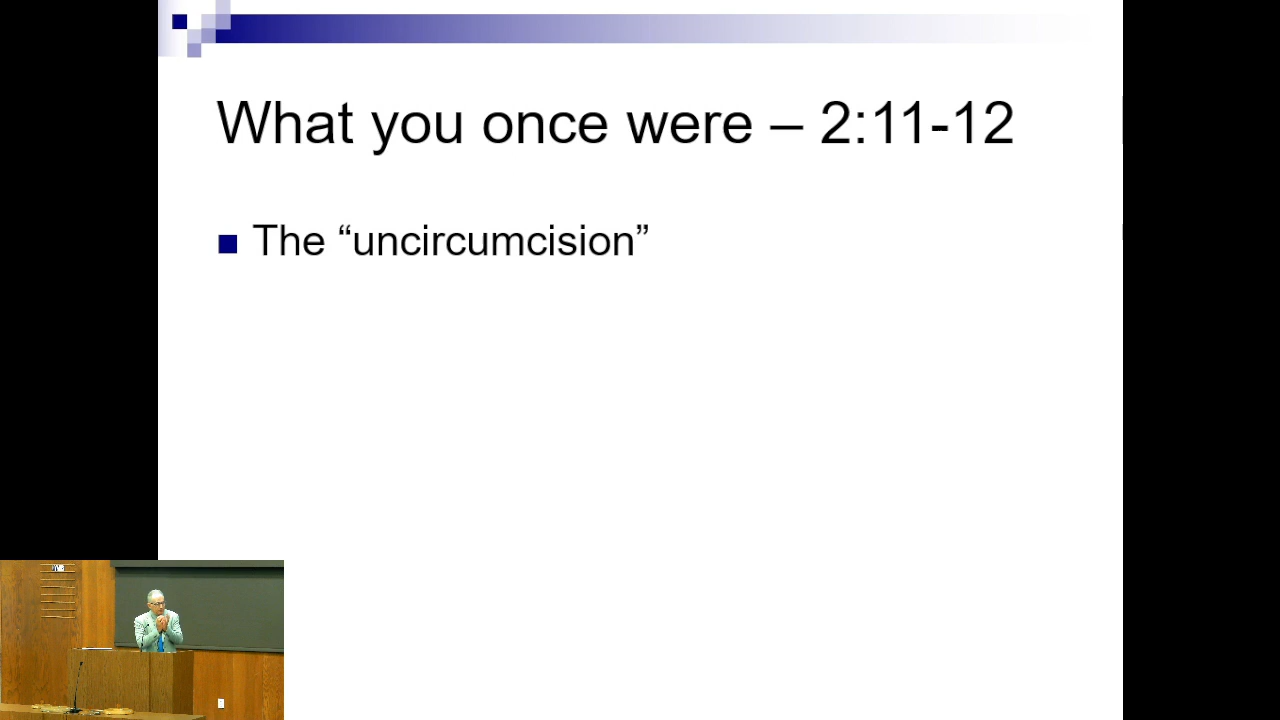 What you once were – 2:11-12
The “uncircumcision”